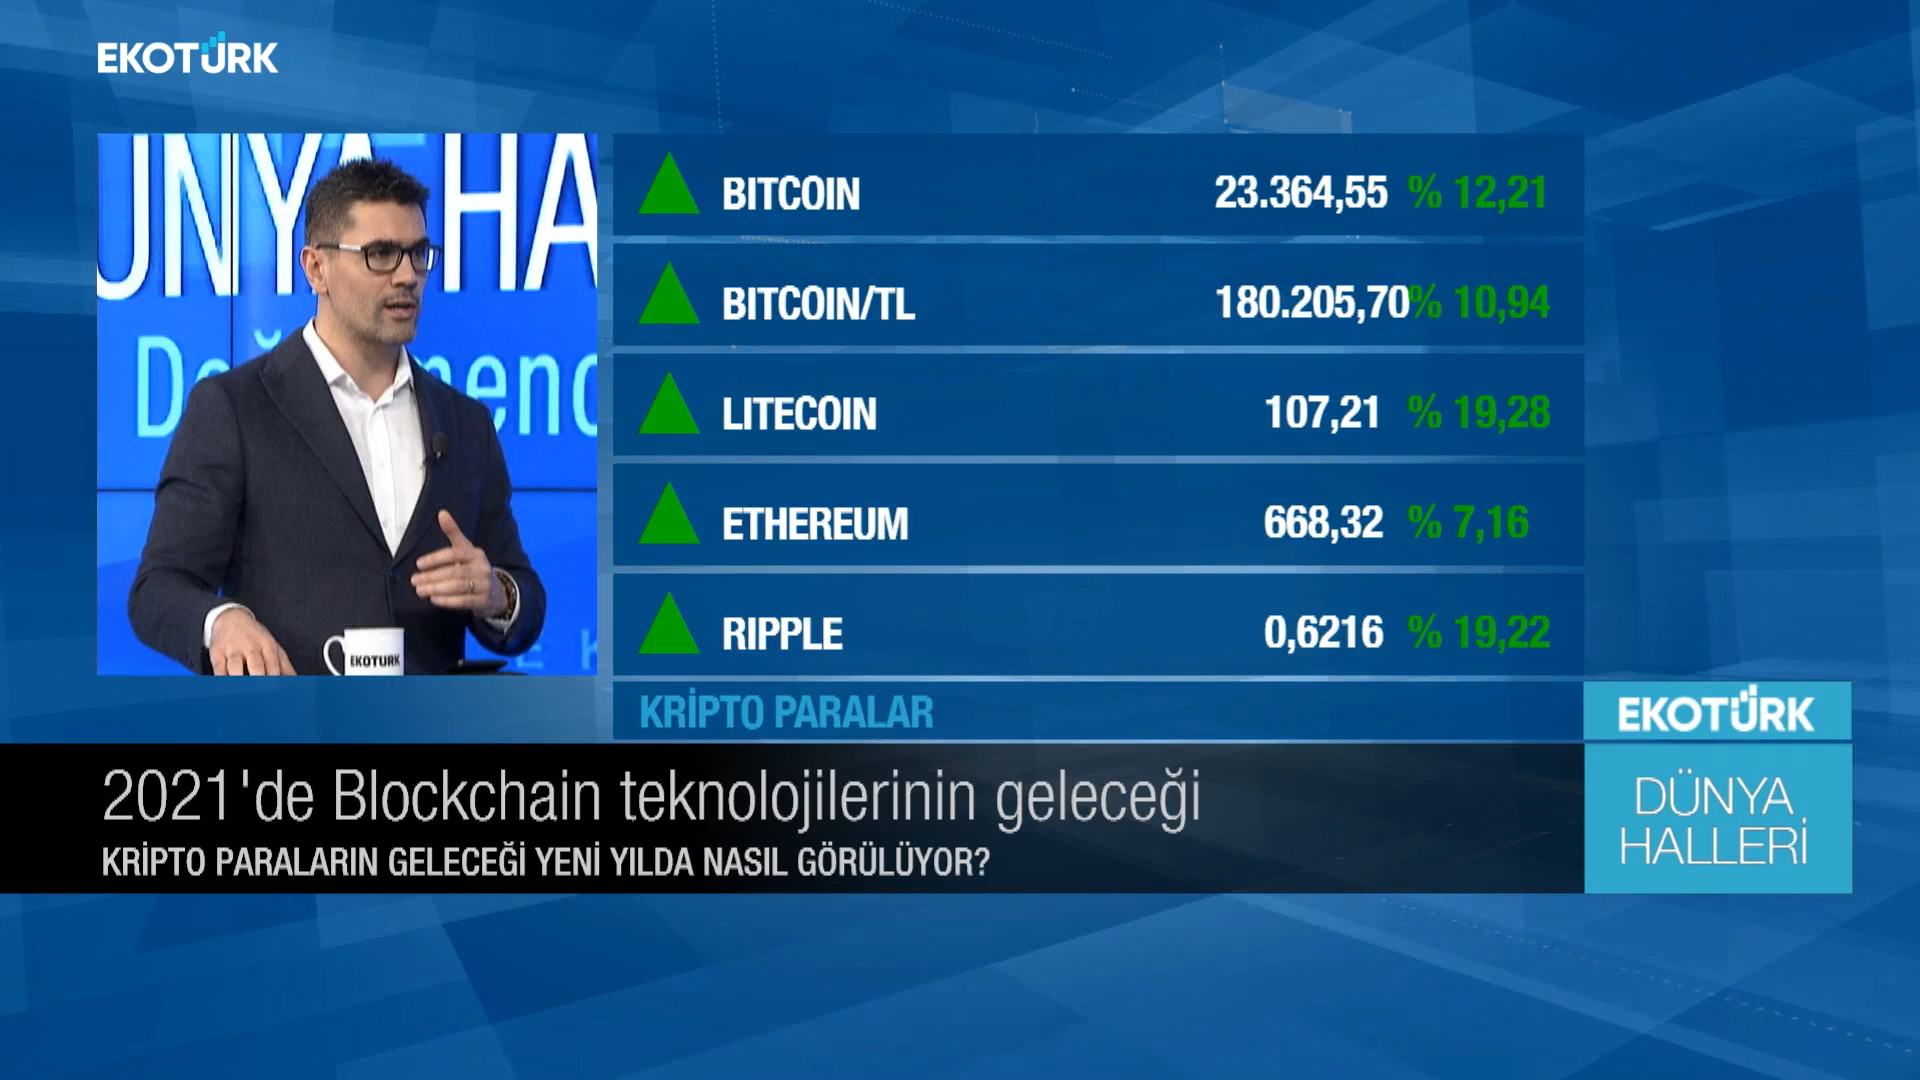 EKOTÜRK
BITCOIN 23.364,55 % 12,21
BITCOIN/TL 180.205,70 % 10,94
LITECOIN 107,21 % 19,28
ETHEREUM 668,32 % 7,16
RIPPLE 0,6216 % 19,22
EKOTURK
KRİPTO PARALAR
EKOTÜRK
2021'de Blockchain teknolojilerinin geleceği
KRİPTO PARALARIN GELECEĞİ YENİ YILDA NASIL GÖRÜLÜYOR?
DÜNYA
HALLERİ